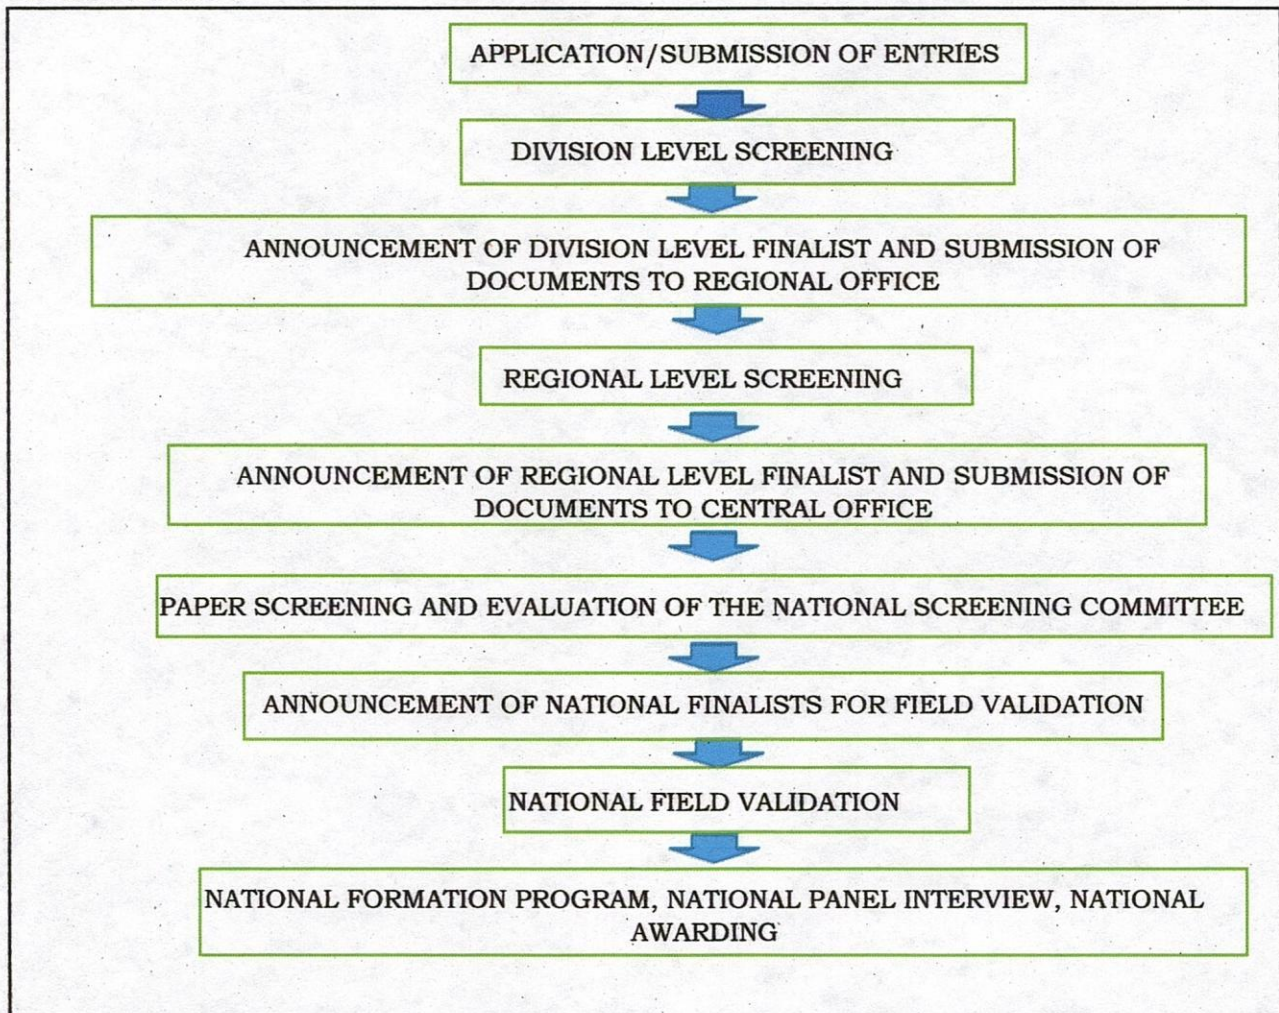 APPLICATION/SUBMISSION OF ENTRIES
DIVISION LEVEL SCREENING
ANNOUNCEMENT OF DIVISION LEVEL FINALIST AND SUBMISSION OF
DOCUMENTS TO REGIONAL OFFICE
REGIONAL LEVEL SCREENING
ANNOUNCEMENT OF REGIONAL LEVEL FINALIST AND SUBMISSION OF
DOCUMENTS TO CENTRAL OFFICE
PAPER SCREENING AND EVALUATION OF THE NATIONAL SCREENING COMMITTEE
ANNOUNCEMENT OF NATIONAL FINALISTS FOR FIELD VALIDATION
NATIONAL FIELD VALIDATION
NATIONAL FORMATION PROGRAM, NATIONAL PANEL INTERVIEW, NATIONAL
AWARDING